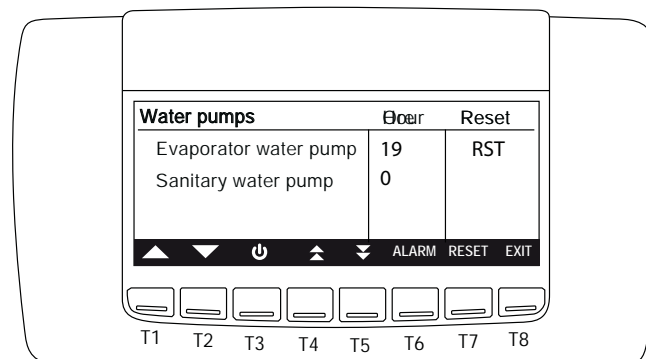 Water pumps Hour Reset
Evaporator water pump 19 RST
Sanitary water pump 0
ALARM RESET EXIT
T1 T2 T3 T4 T5 T6 T7 T8